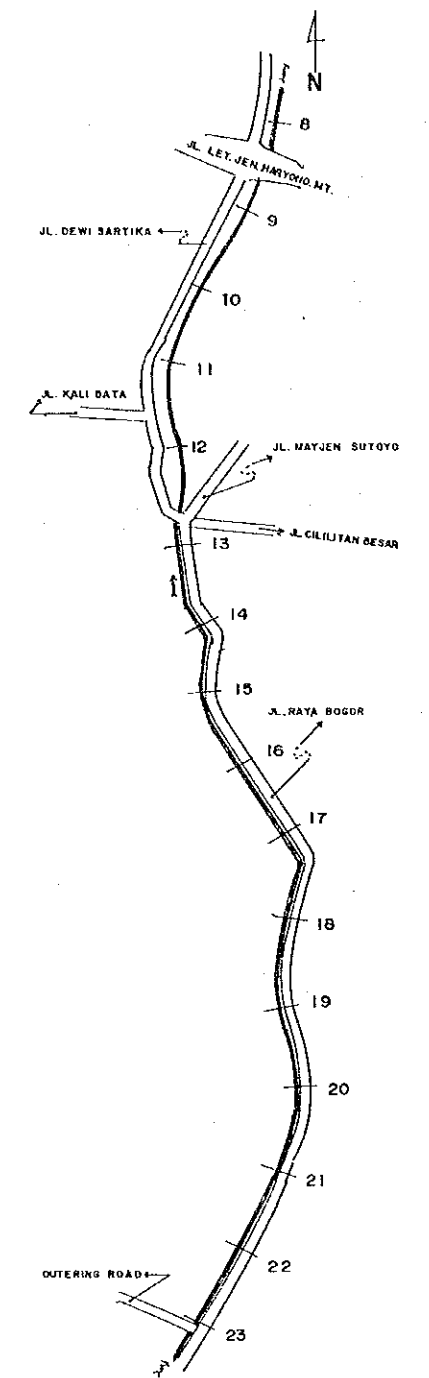 N
8
JL. LET. JEN. HARYONO. MT.
9
JL. DEWI SARTIKA
10
11
JL. KALI BATA
12
JL. MAYJEN SUTOYO
JL. CILILITAN BESAR
13
14
15
JL. RAYA BOGOR
16
17
18
19
20
21
22
OUTERING ROAD
23